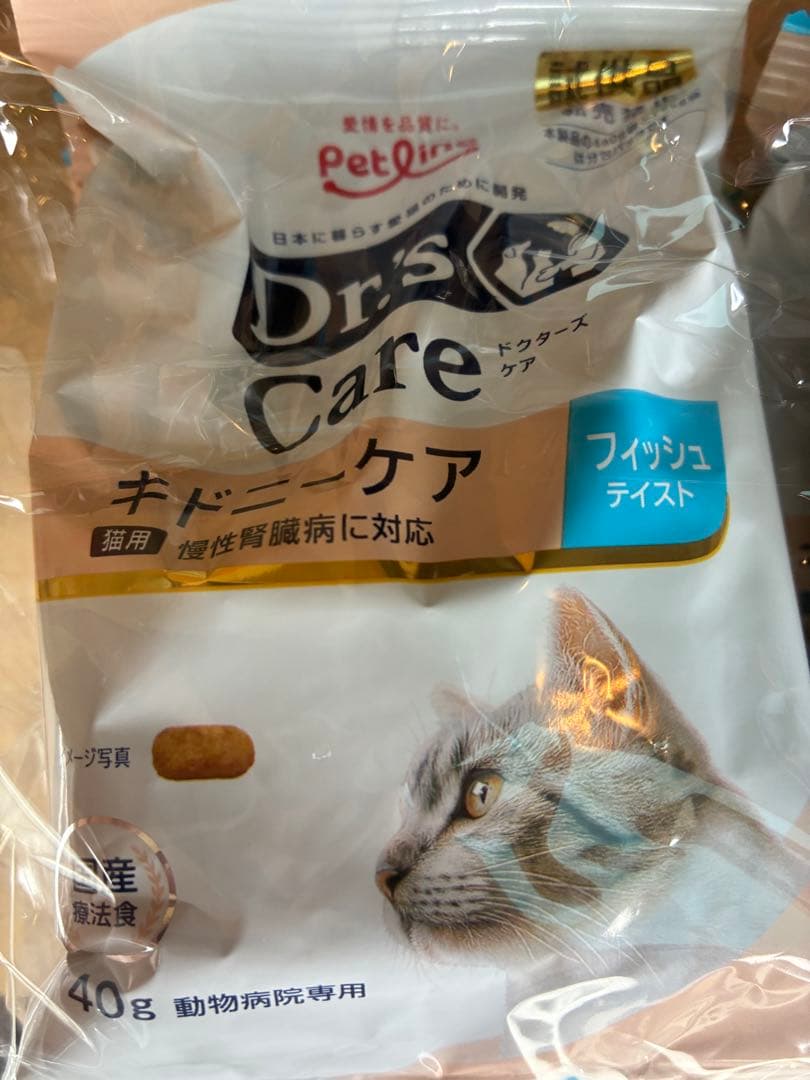 試供品
愛情を品質に。
Petline
日本に暮らす愛猫のために開発
Dr.'s
Care
ドクターズ
ケア
キドニーケア
フィッシュ
テイスト
猫用
慢性腎臓病に対応
ージ写真
国産
療法食
40g 動物病院専用